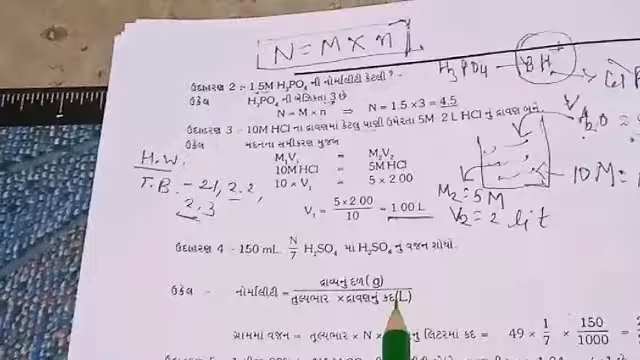 N = M × n
ઉદાહરણ 2 :- 1.5M H₃PO₄ ની નોર્માલીટી કેટલી ?
ઉકેલ H₃PO₄ ની બેઝિકતા 3 છે
N = M × n ⇒ N = 1.5 × 3 = 4.5
H₃PO₄
ઉદાહરણ 3 - 10M HCl ના દ્રાવણમાં કેટલુ પાણી ઉમેરતા 5M 2L HCl નું દ્રાવણ બને
ઉકેલ મંદનના સમીકરણ મુજબ
M₁V₁ = M₂V₂
10M HCl = 5M HCl
10 × V₁ = 5 × 2.00
V₁ = 5 × 2.00 / 10 = 1.00 L
H.W.
T.B. - 2.1, 2.2,
2.3
10M =
M₂ = 5M
V₂ = 2 lit
ઉદાહરણ 4 - 150 mL. N/7 H₂SO₄ માં H₂SO₄ નું વજન શોધો.
ઉકેલ - નોર્માલીટી = દ્રાવ્યનું દળ (g) / તુલ્યભાર × દ્રાવણનું કદ (L)
ગ્રામમાં વજન = તુલ્યભાર × N × નું લિટરમાં કદ = 49 × 1/7 × 150/1000 =